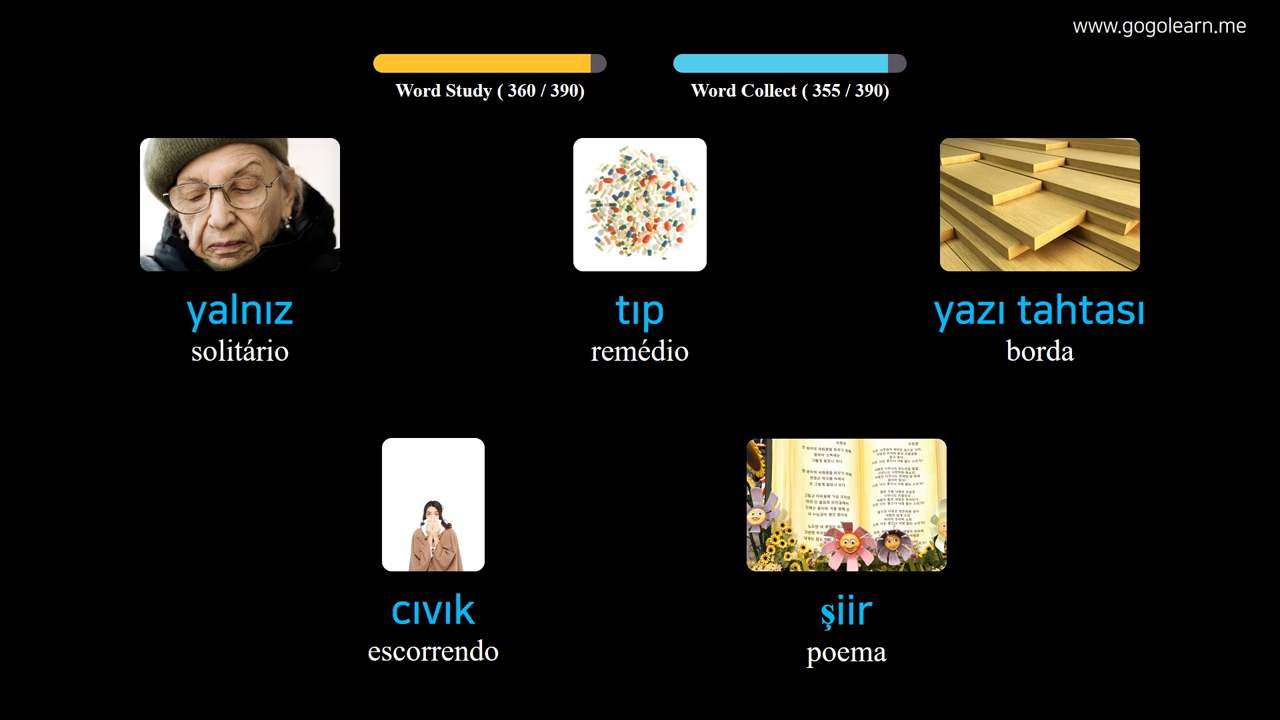 www.gogolearn.me
Word Study ( 360 / 390)
Word Collect ( 355 / 390)
yalnız
solitário
tıp
remédio
yazı tahtası
borda
cıvık
escorrendo
şiir
poema